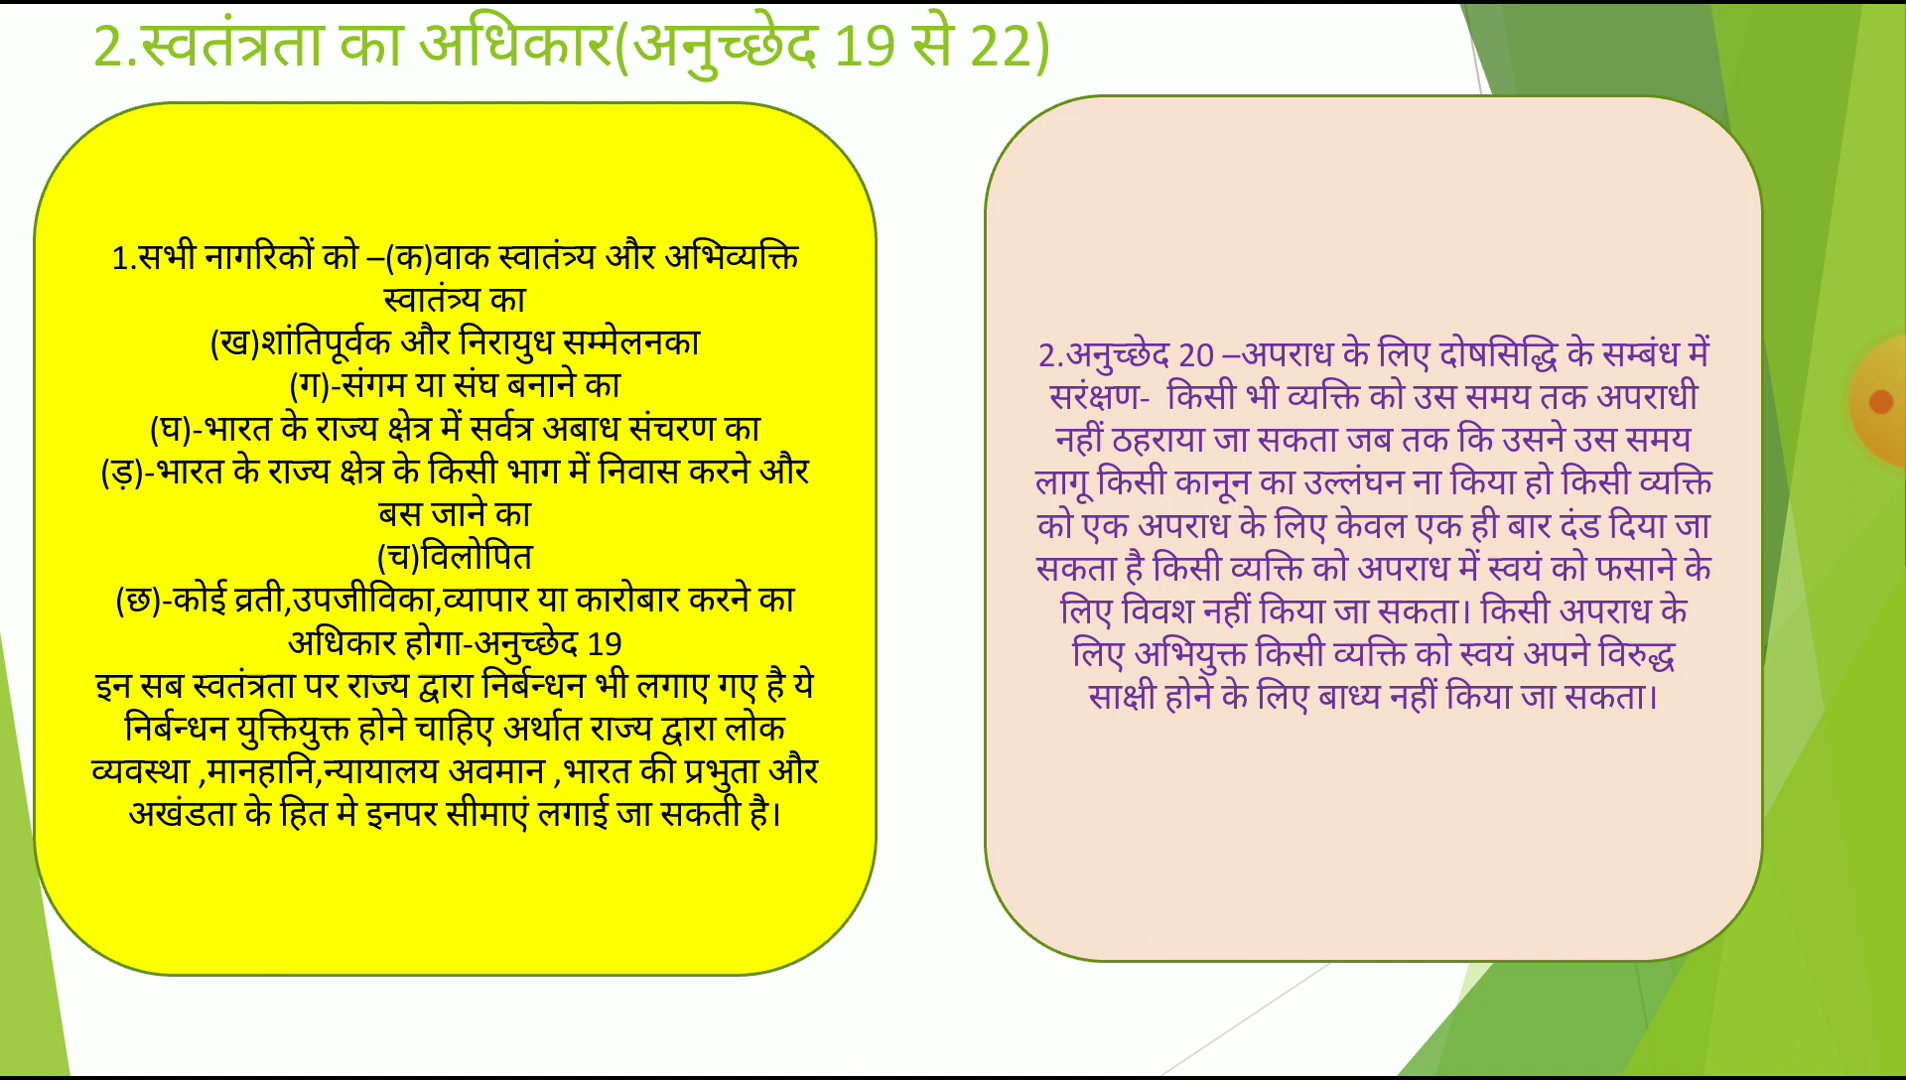 2.स्वतंत्रता का अधिकार(अनुच्छेद 19 से 22)
1.सभी नागरिकों को –(क)वाक स्वातंत्र्य और अभिव्यक्ति
स्वातंत्र्य का
(ख)शांतिपूर्वक और निरायुध सम्मेलनका
(ग)-संगम या संघ बनाने का
(घ)-भारत के राज्य क्षेत्र में सर्वत्र अबाध संचरण का
(ड़)-भारत के राज्य क्षेत्र के किसी भाग में निवास करने और
बस जाने का
(च)विलोपित
(छ)-कोई व्रती,उपजीविका,व्यापार या कारोबार करने का
अधिकार होगा-अनुच्छेद 19
इन सब स्वतंत्रता पर राज्य द्वारा निर्बन्धन भी लगाए गए है ये
निर्बन्धन युक्तियुक्त होने चाहिए अर्थात राज्य द्वारा लोक
व्यवस्था ,मानहानि,न्यायालय अवमान ,भारत की प्रभुता और
अखंडता के हित मे इनपर सीमाएं लगाई जा सकती है।
2.अनुच्छेद 20 –अपराध के लिए दोषसिद्धि के सम्बंध में
सरंक्षण- किसी भी व्यक्ति को उस समय तक अपराधी
नहीं ठहराया जा सकता जब तक कि उसने उस समय
लागू किसी कानून का उल्लंघन ना किया हो किसी व्यक्ति
को एक अपराध के लिए केवल एक ही बार दंड दिया जा
सकता है किसी व्यक्ति को अपराध में स्वयं को फसाने के
लिए विवश नहीं किया जा सकता। किसी अपराध के
लिए अभियुक्त किसी व्यक्ति को स्वयं अपने विरुद्ध
साक्षी होने के लिए बाध्य नहीं किया जा सकता।